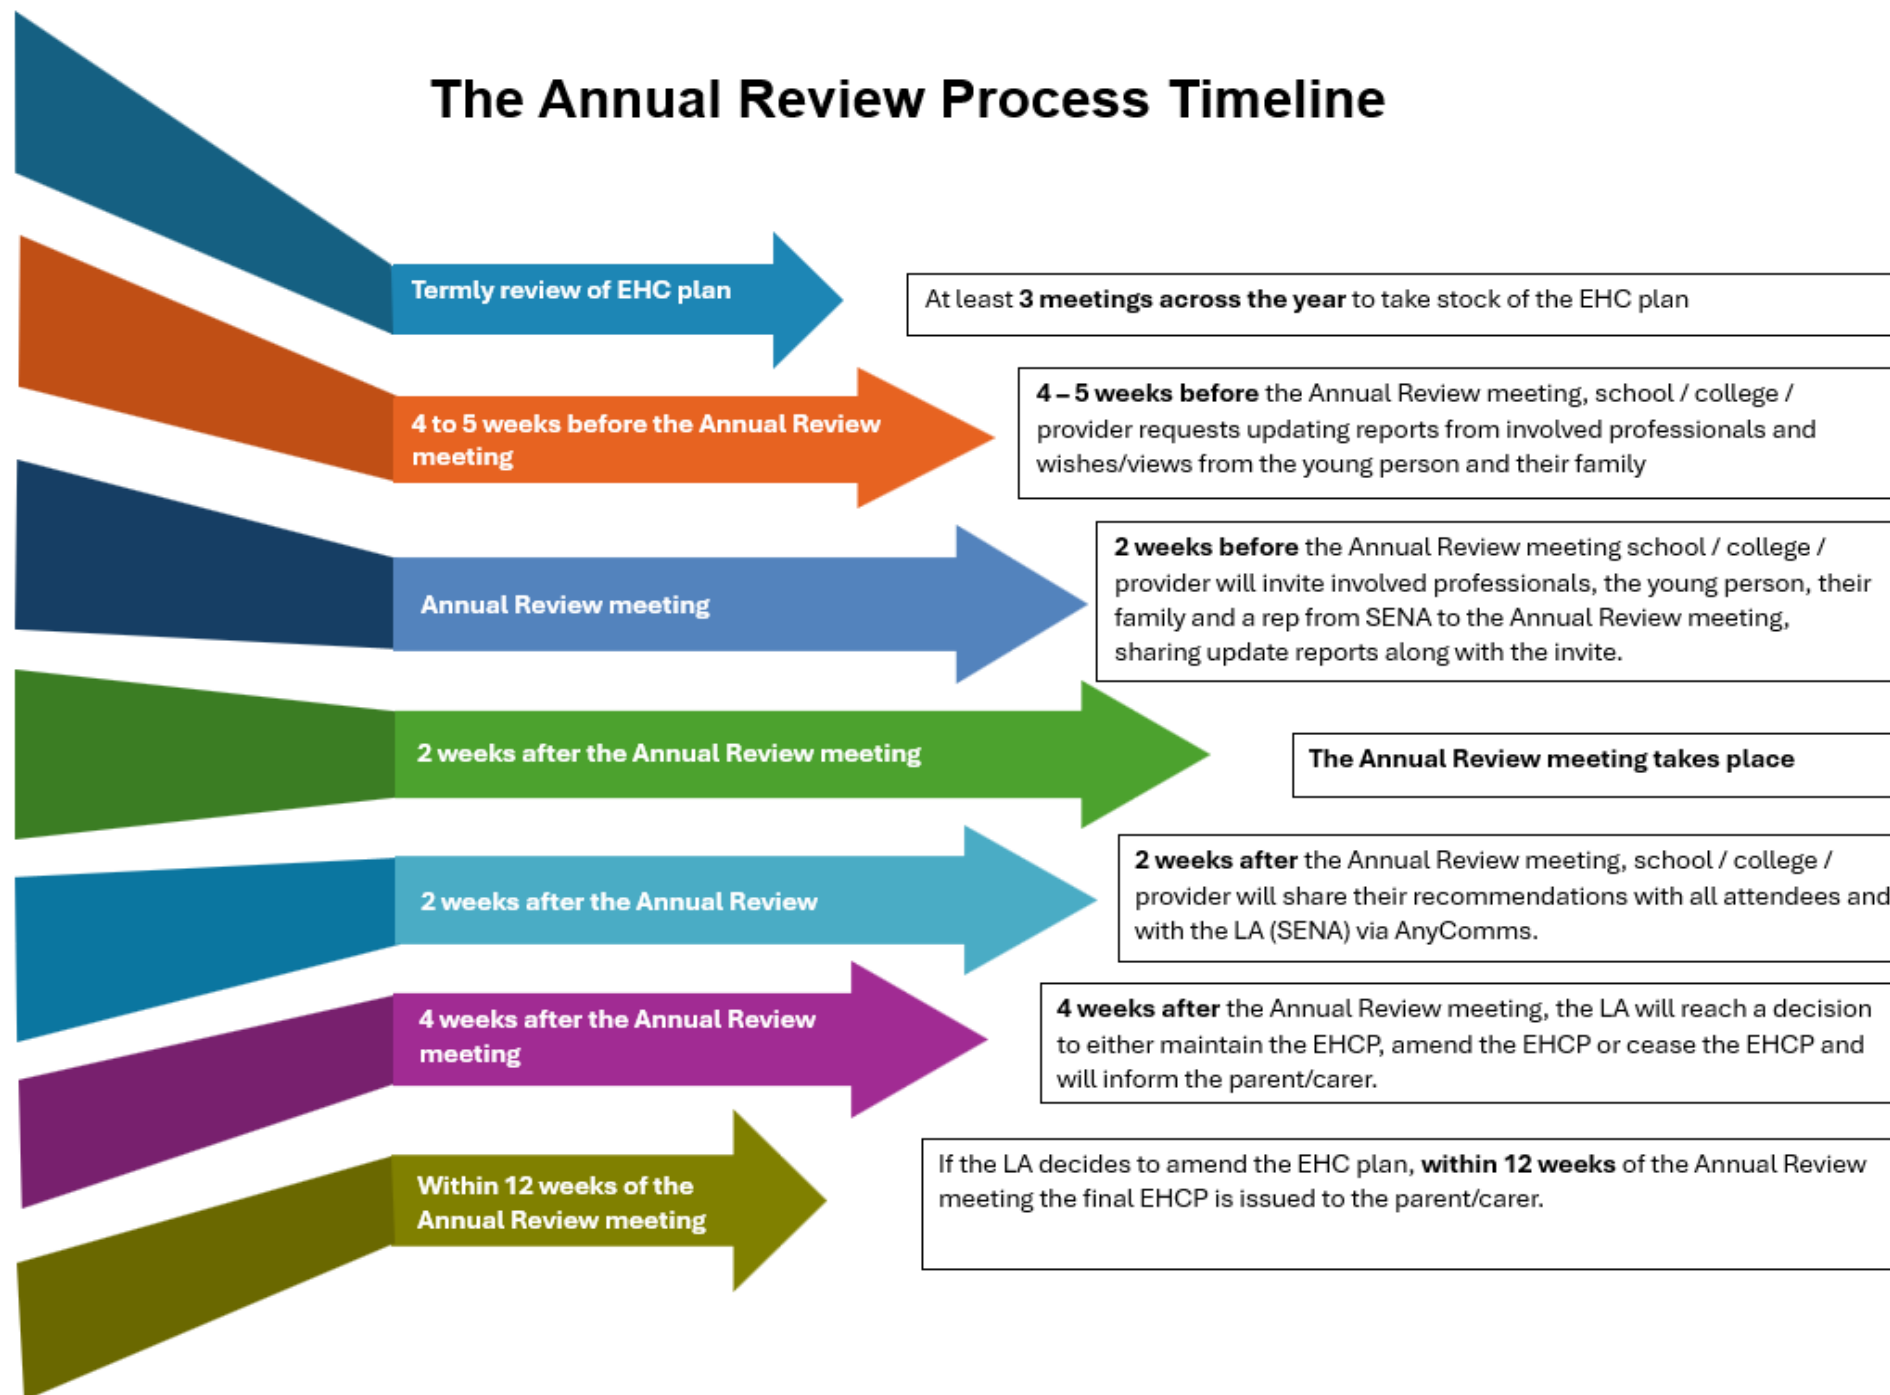 The Annual Review Process Timeline
Termly review of EHC plan
At least 3 meetings across the year to take stock of the EHC plan
4 to 5 weeks before the Annual Review
meeting
4 – 5 weeks before the Annual Review meeting, school / college /
provider requests updating reports from involved professionals and
wishes/views from the young person and their family
Annual Review meeting
2 weeks before the Annual Review meeting school / college /
provider will invite involved professionals, the young person, their
family and a rep from SENA to the Annual Review meeting,
sharing update reports along with the invite.
2 weeks after the Annual Review meeting
The Annual Review meeting takes place
2 weeks after the Annual Review
2 weeks after the Annual Review meeting, school / college /
provider will share their recommendations with all attendees and
with the LA (SENA) via AnyComms.
4 weeks after the Annual Review
meeting
4 weeks after the Annual Review meeting, the LA will reach a decision
to either maintain the EHCP, amend the EHCP or cease the EHCP and
will inform the parent/carer.
Within 12 weeks of the
Annual Review meeting
If the LA decides to amend the EHC plan, within 12 weeks of the Annual Review
meeting the final EHCP is issued to the parent/carer.